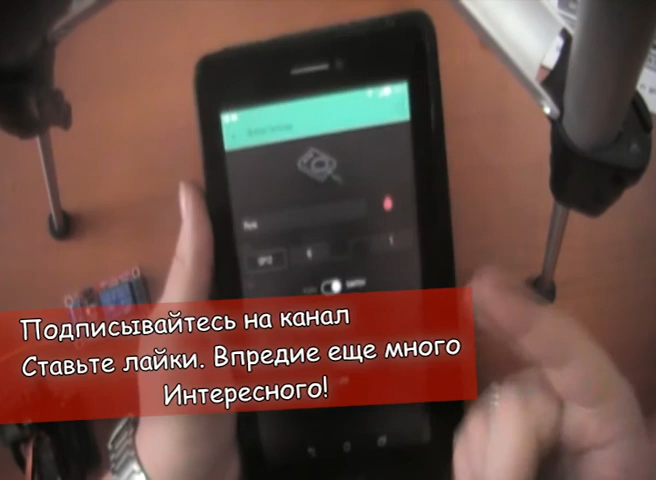 Подписывайтесь на канал
Ставьте лайки. Впредие еще много
Интересного!